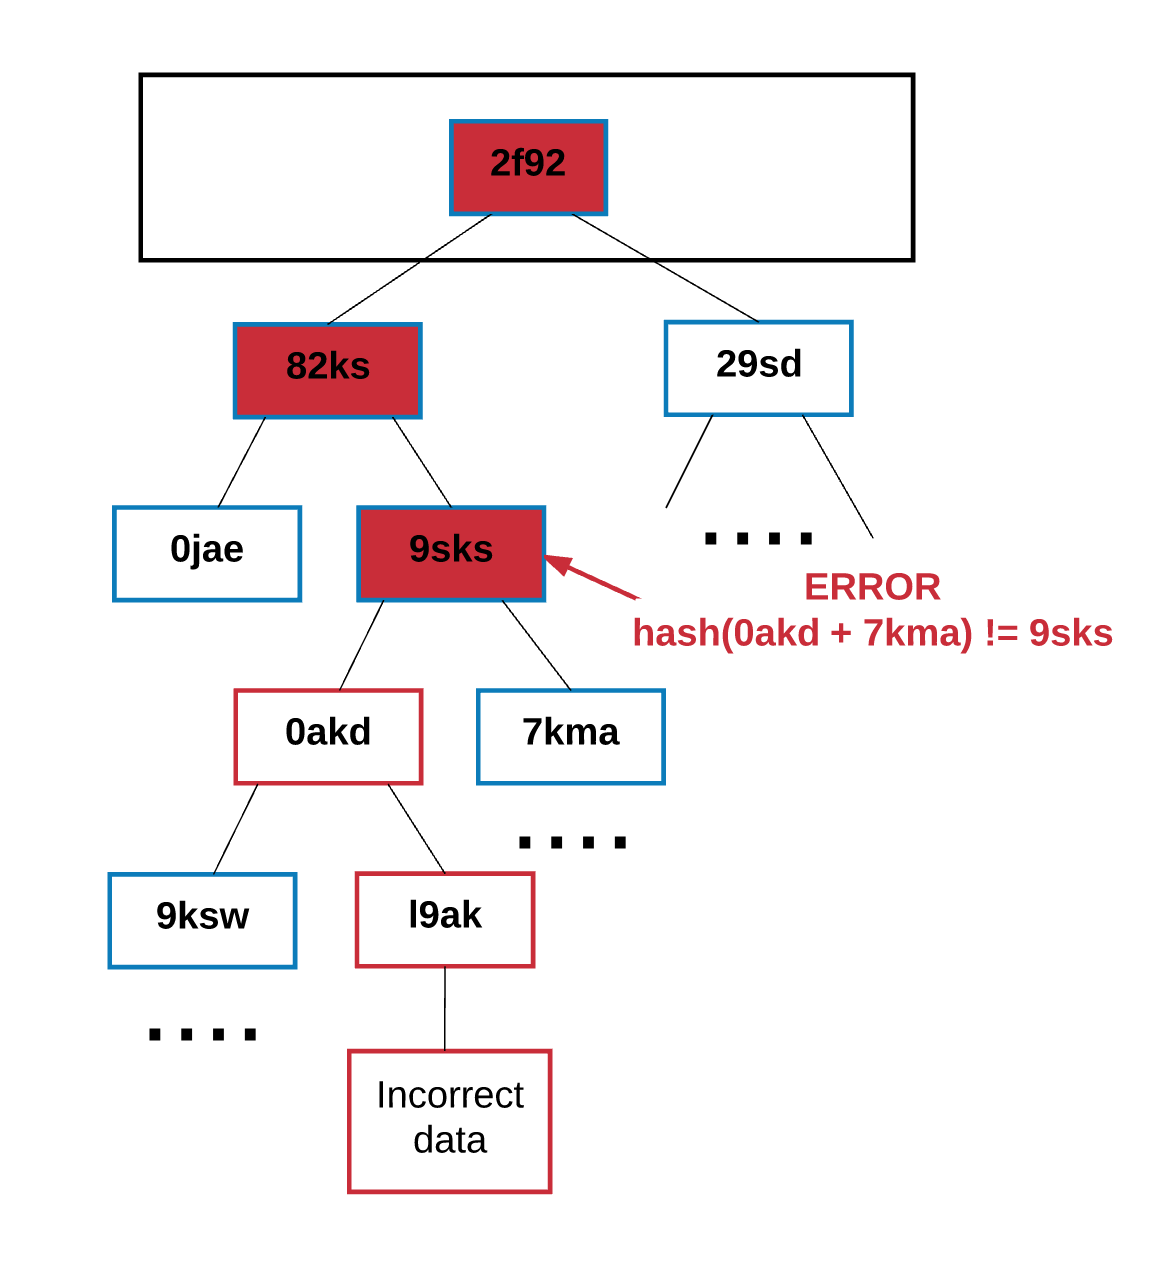 2f92
82ks
29sd
0jae
9sks
....
ERROR
hash(0akd + 7kma) != 9sks
0akd
7kma
....
9ksw
l9ak
....
Incorrect
data